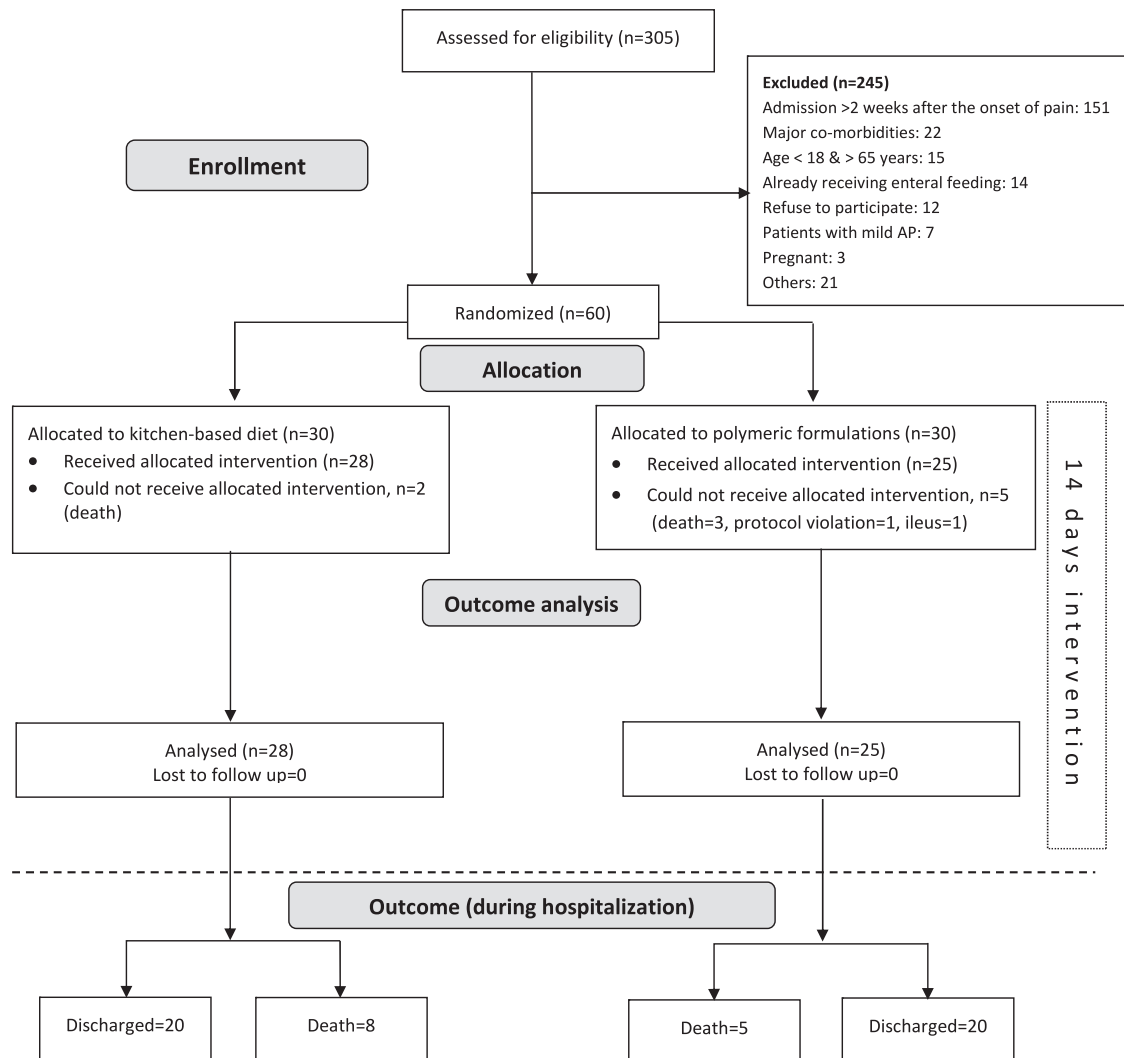 Assessed for eligibility (n=305)
Excluded (n=245)
Admission >2 weeks after the onset of pain: 151
Major co-morbidities: 22
Age < 18 & > 65 years: 15
Already receiving enteral feeding: 14
Refuse to participate: 12
Patients with mild AP: 7
Pregnant: 3
Others: 21
Enrollment
Randomized (n=60)
Allocation
Allocated to kitchen-based diet (n=30)
• Received allocated intervention (n=28)
• Could not receive allocated intervention, n=2
(death)
Allocated to polymeric formulations (n=30)
• Received allocated intervention (n=25)
• Could not receive allocated intervention, n=5
(death=3, protocol violation=1, ileus=1)
14 days intervention
Outcome analysis
Analysed (n=28)
Lost to follow up=0
Analysed (n=25)
Lost to follow up=0
Outcome (during hospitalization)
Discharged=20
Death=8
Death=5
Discharged=20